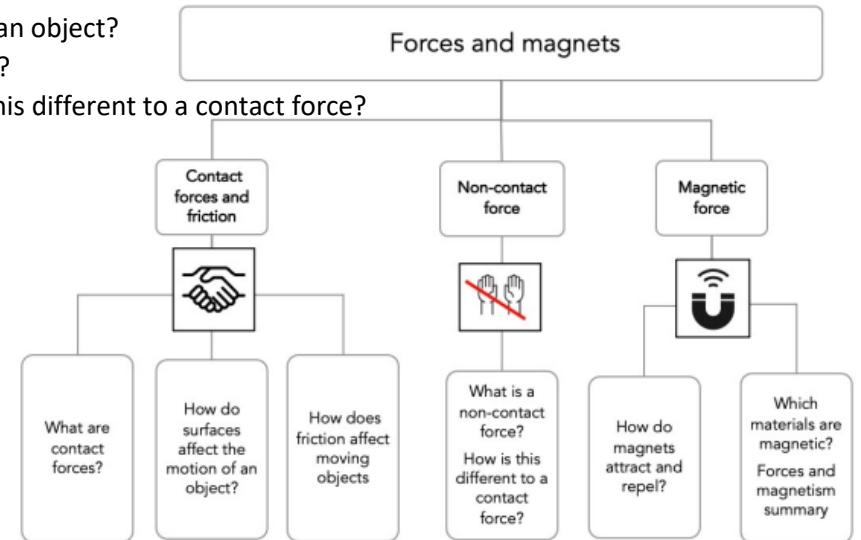 an object?
?
his different to a contact force?
Forces and magnets
Contact
forces and
friction
Non-contact
force
Magnetic
force
What are
contact
forces?
How do
surfaces
affect the
motion of an
object?
How does
friction affect
moving
objects
What is a
non-contact
force?
How is this
different to a
contact
force?
How do
magnets
attract and
repel?
Which
materials are
magnetic?
Forces and
magnetism
summary